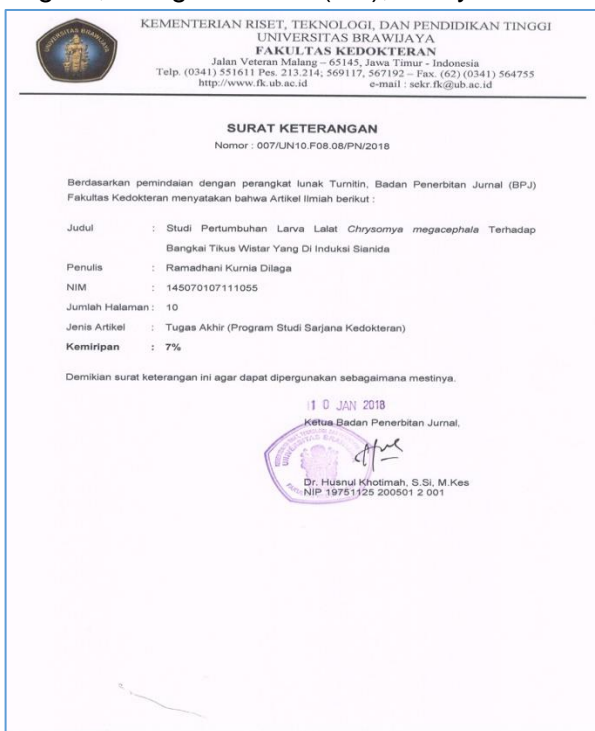 KEMENTERIAN RISET, TEKNOLOGI, DAN PENDIDIKAN TINGGI
UNIVERSITAS BRAWIJAYA
FAKULTAS KEDOKTERAN
Jalan Veteran Malang – 65145, Jawa Timur - Indonesia
Telp. (0341) 551611 Pes. 213.214; 569117, 567192 – Fax. (62) (0341) 564755
http://www.fk.ub.ac.id e-mail : sekr.fk@ub.ac.id
SURAT KETERANGAN
Nomor : 007/UN10.F08.08/PN/2018
Berdasarkan pemindaian dengan perangkat lunak Turnitin, Badan Penerbitan Jurnal (BPJ)
Fakultas Kedokteran menyatakan bahwa Artikel Ilmiah berikut :
Judul : Studi Pertumbuhan Larva Lalat Chrysomya megacephala Terhadap
Bangkai Tikus Wistar Yang Di Induksi Sianida
Penulis : Ramadhani Kurnia Dilaga
NIM : 145070107111055
Jumlah Halaman : 10
Jenis Artikel : Tugas Akhir (Program Studi Sarjana Kedokteran)
Kemiripan : 7%
Demikian surat keterangan ini agar dapat dipergunakan sebagaimana mestinya.
10 JAN 2018
Ketua Badan Penerbitan Jurnal,
Dr. Husnul Khotimah, S.Si, M.Kes
NIP 19751125 200501 2 001